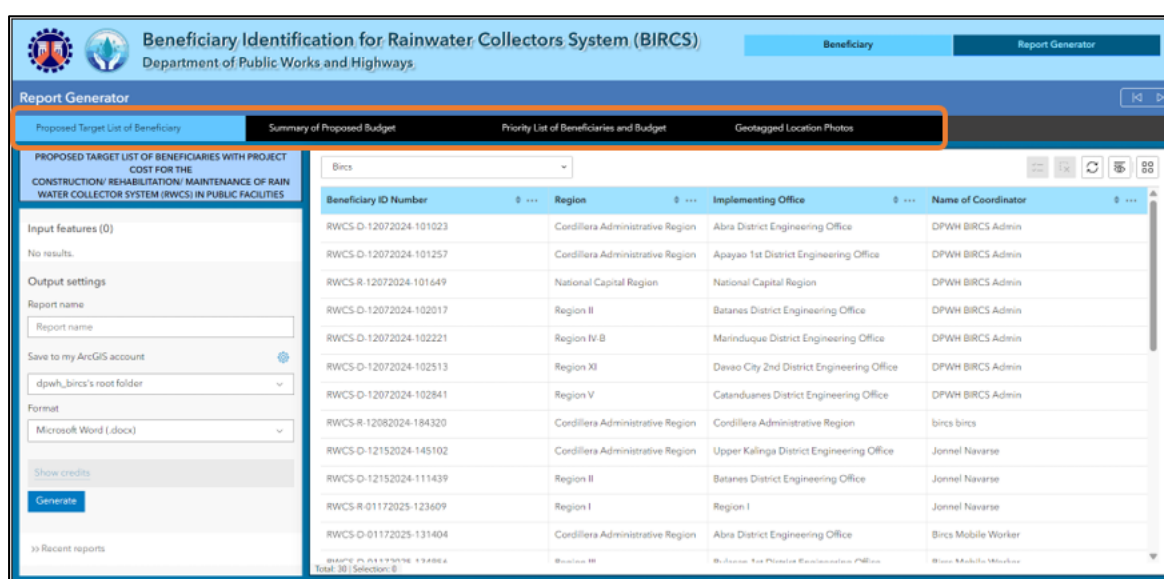 Beneficiary Identification for Rainwater Collectors System (BIRCS)
Department of Public Works and Highways
Beneficiary
Report Generator
Report Generator
Proposed Target List of Beneficiary
Summary of Proposed Budget
Priority List of Beneficiaries and Budget
Geotagged Location Photos
PROPOSED TARGET LIST OF BENEFICIARIES WITH PROJECT
COST FOR THE
CONSTRUCTION/ REHABILITATION/ MAINTENANCE OF RAIN
WATER COLLECTOR SYSTEM (RWCS) IN PUBLIC FACILITIES
Input features (0)
No results.
Output settings
Report name
Report name
Save to my ArcGIS account
dpwh_bircs's root folder
Format
Microsoft Word (.docx)
Show credits
Generate
>> Recent reports
Bircs
Beneficiary ID Number Region Implementing Office Name of Coordinator
RWCS-D-12072024-101023 Cordillera Administrative Region Abra District Engineering Office DPWH BIRCS Admin
RWCS-D-12072024-101257 Cordillera Administrative Region Apayao 1st District Engineering Office DPWH BIRCS Admin
RWCS-R-12072024-101649 National Capital Region National Capital Region DPWH BIRCS Admin
RWCS-D-12072024-102017 Region II Batanes District Engineering Office DPWH BIRCS Admin
RWCS-D-12072024-102221 Region IV-B Marinduque District Engineering Office DPWH BIRCS Admin
RWCS-D-12072024-102513 Region XI Davao City 2nd District Engineering Office DPWH BIRCS Admin
RWCS-D-12072024-102841 Region V Catanduanes District Engineering Office DPWH BIRCS Admin
RWCS-R-12082024-184320 Cordillera Administrative Region Cordillera Administrative Region bircs bircs
RWCS-D-12152024-145102 Cordillera Administrative Region Upper Kalinga District Engineering Office Jonnel Navarse
RWCS-D-12152024-111439 Region II Batanes District Engineering Office Jonnel Navarse
RWCS-R-01172025-123609 Region I Region I Jonnel Navarse
RWCS-D-01172025-131404 Cordillera Administrative Region Abra District Engineering Office Bircs Mobile Worker
Total: 30 | Selection: 0